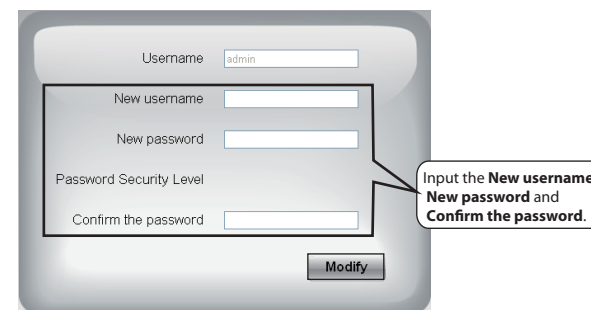 Username admin
New username
New password
Password Security Level
Confirm the password
Modify
Input the New username
New password and
Confirm the password.